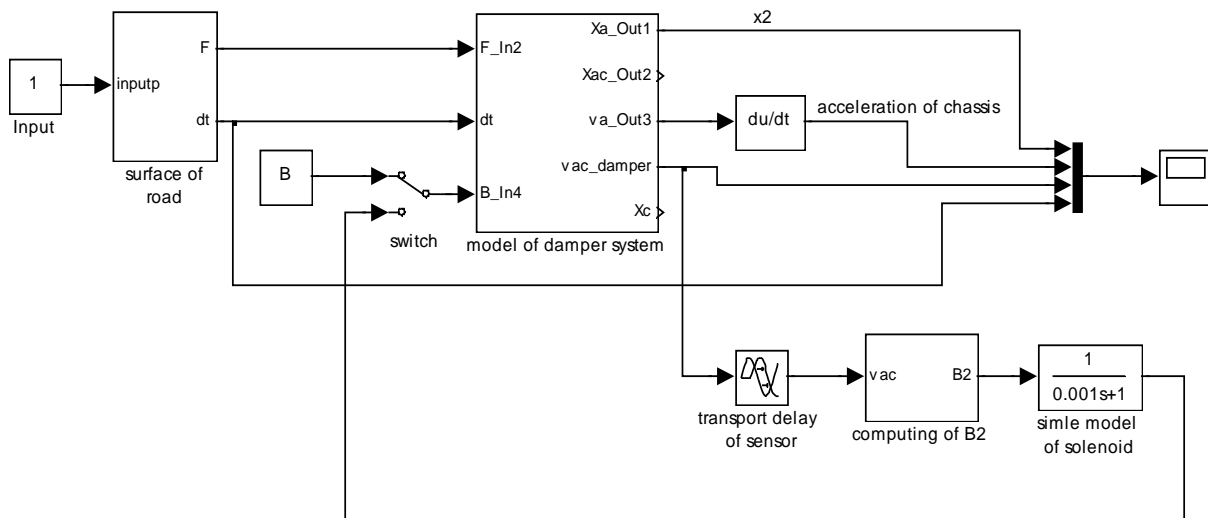 x2
F
Xa_Out1
F_In2
inputp
1
Xac_Out2
Input
dt
dt
va_Out3
du/dt
acceleration of chassis
surface of
road
B
vac_damper
B_In4
Xc
switch
model of damper system
vac
B2
1
0.001s+1
transport delay
of sensor
computing of B2
simle model
of solenoid